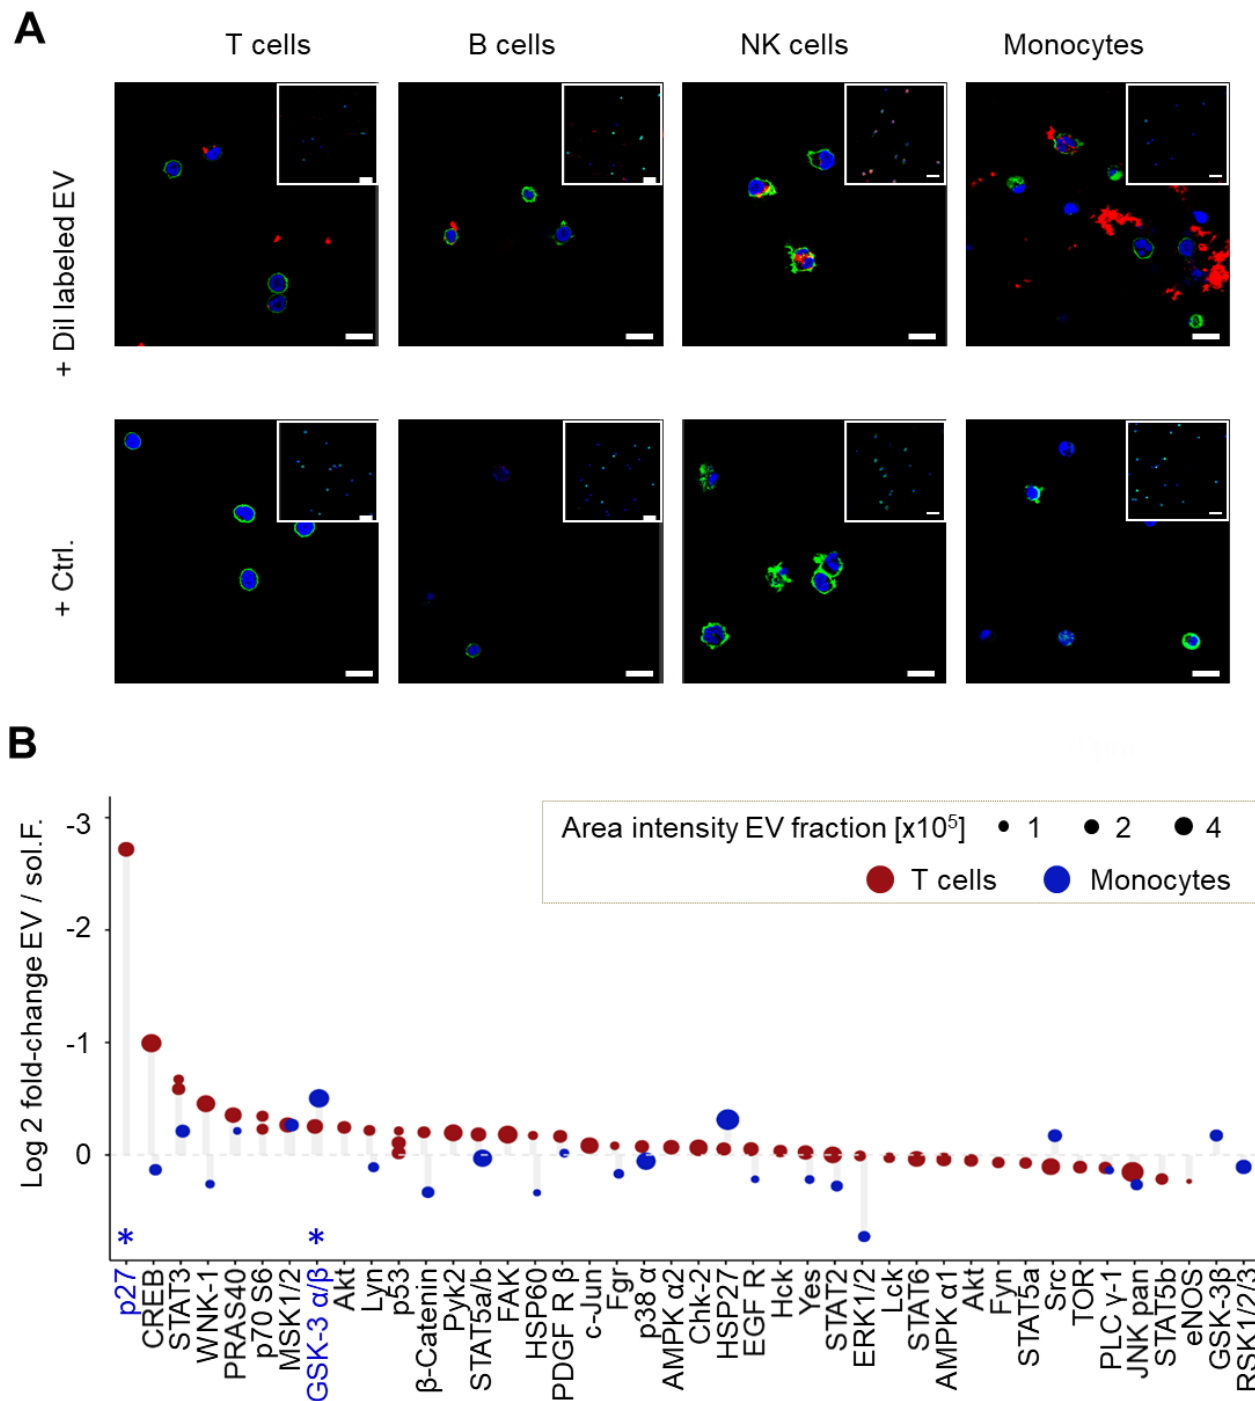 A
T cells
B cells
NK cells
Monocytes
+ Dil labeled EV
+ Ctrl.
B
Log 2 fold-change EV / sol.F.
-3
-2
-1
0
Area intensity EV fraction [x10⁵] 1 2 4
T cells Monocytes
* *
p27
CREB
STAT3
WNK-1
PRAS40
p70 S6
MSK1/2
GSK-3 α/β
Akt
Lyn
p53
β-Catenin
Pyk2
STAT5a/b
FAK
HSP60
PDGF R β
c-Jun
Fgr
p38 α
AMPK α2
Chk-2
HSP27
EGF R
Hck
Yes
STAT2
ERK1/2
Lck
STAT6
AMPK α1
Akt
Fyn
STAT5a
Src
TOR
PLC γ-1
JNK pan
STAT5b
eNOS
GSK-3β
RSK1/2/3